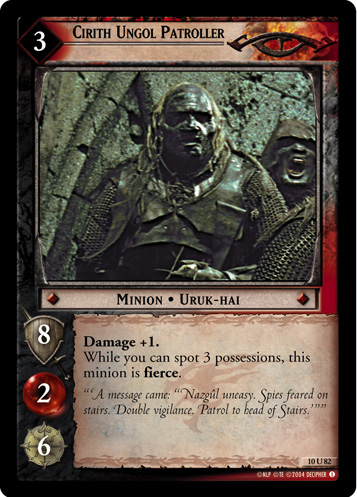 3
Cirith Ungol Patroller
Minion • Uruk-hai
8
Damage +1.
While you can spot 3 possessions, this
minion is fierce.
2
"'A message came: "'Nazgûl uneasy. Spies feared on
stairs. Double vigilance. Patrol to head of Stairs.'"'"
6
10 U 82
©NLP ©TE ©2004 DECIPHER